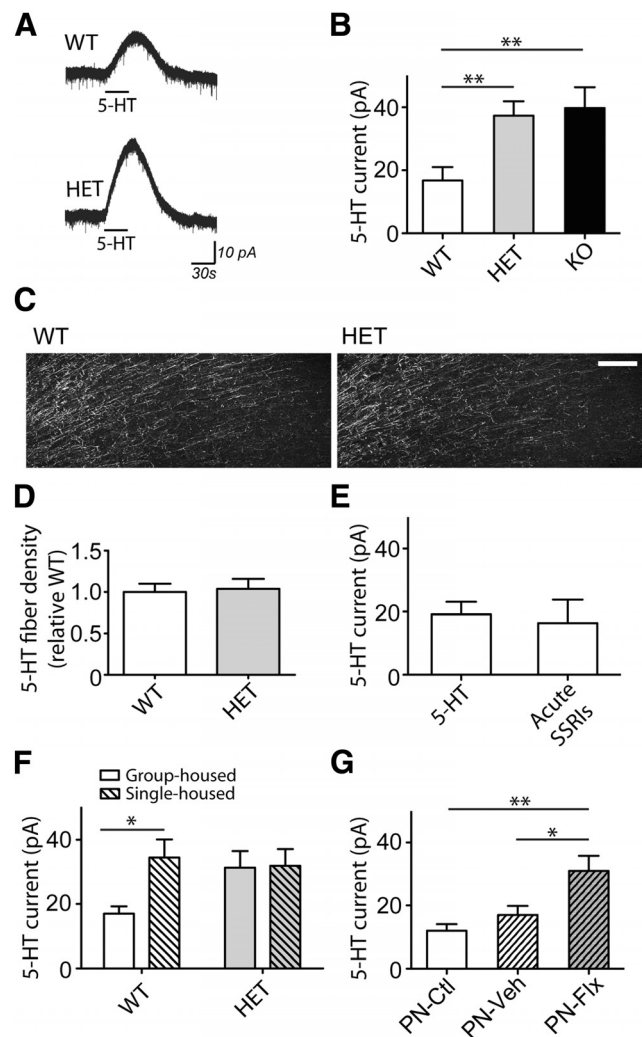 A
WT
5-HT
HET
5-HT
10 pA
30s
B
**
**
5-HT current (pA)
40
20
0
WT
HET
KO
C
WT
HET
D
5-HT fiber density
(relative WT)
1.5
1.0
0.5
0
WT
HET
E
5-HT current (pA)
40
20
0
5-HT
Acute
SSRIs
F
Group-housed
Single-housed
*
5-HT current (pA)
40
20
0
WT
HET
G
**
*
5-HT current (pA)
40
20
0
PN-Ctl
PN-Veh
PN-Flx